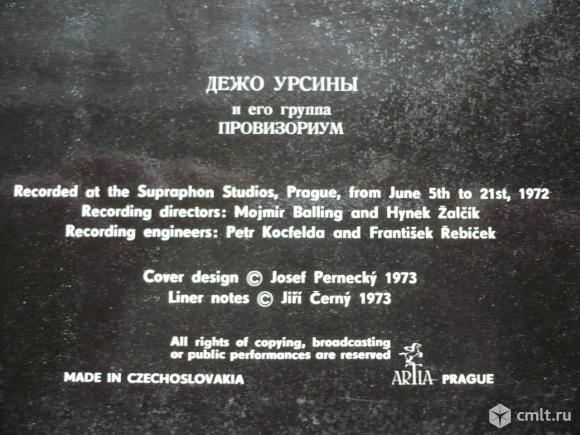 ДЕЖО УРСИНЫ
и его группа
ПРОВИЗОРИУМ
Recorded at the Supraphon Studios, Prague, from June 5th to 21st, 1972
Recording directors: Mojmír Balling and Hynek Žalčík
Recording engineers: Petr Kocfelda and František Řebíček
Cover design © Josef Pernecký 1973
Liner notes © Jiří Černý 1973
All rights of copying, broadcasting
or public performances are reserved
MADE IN CZECHOSLOVAKIA ARTIA PRAGUE
cmlt.ru